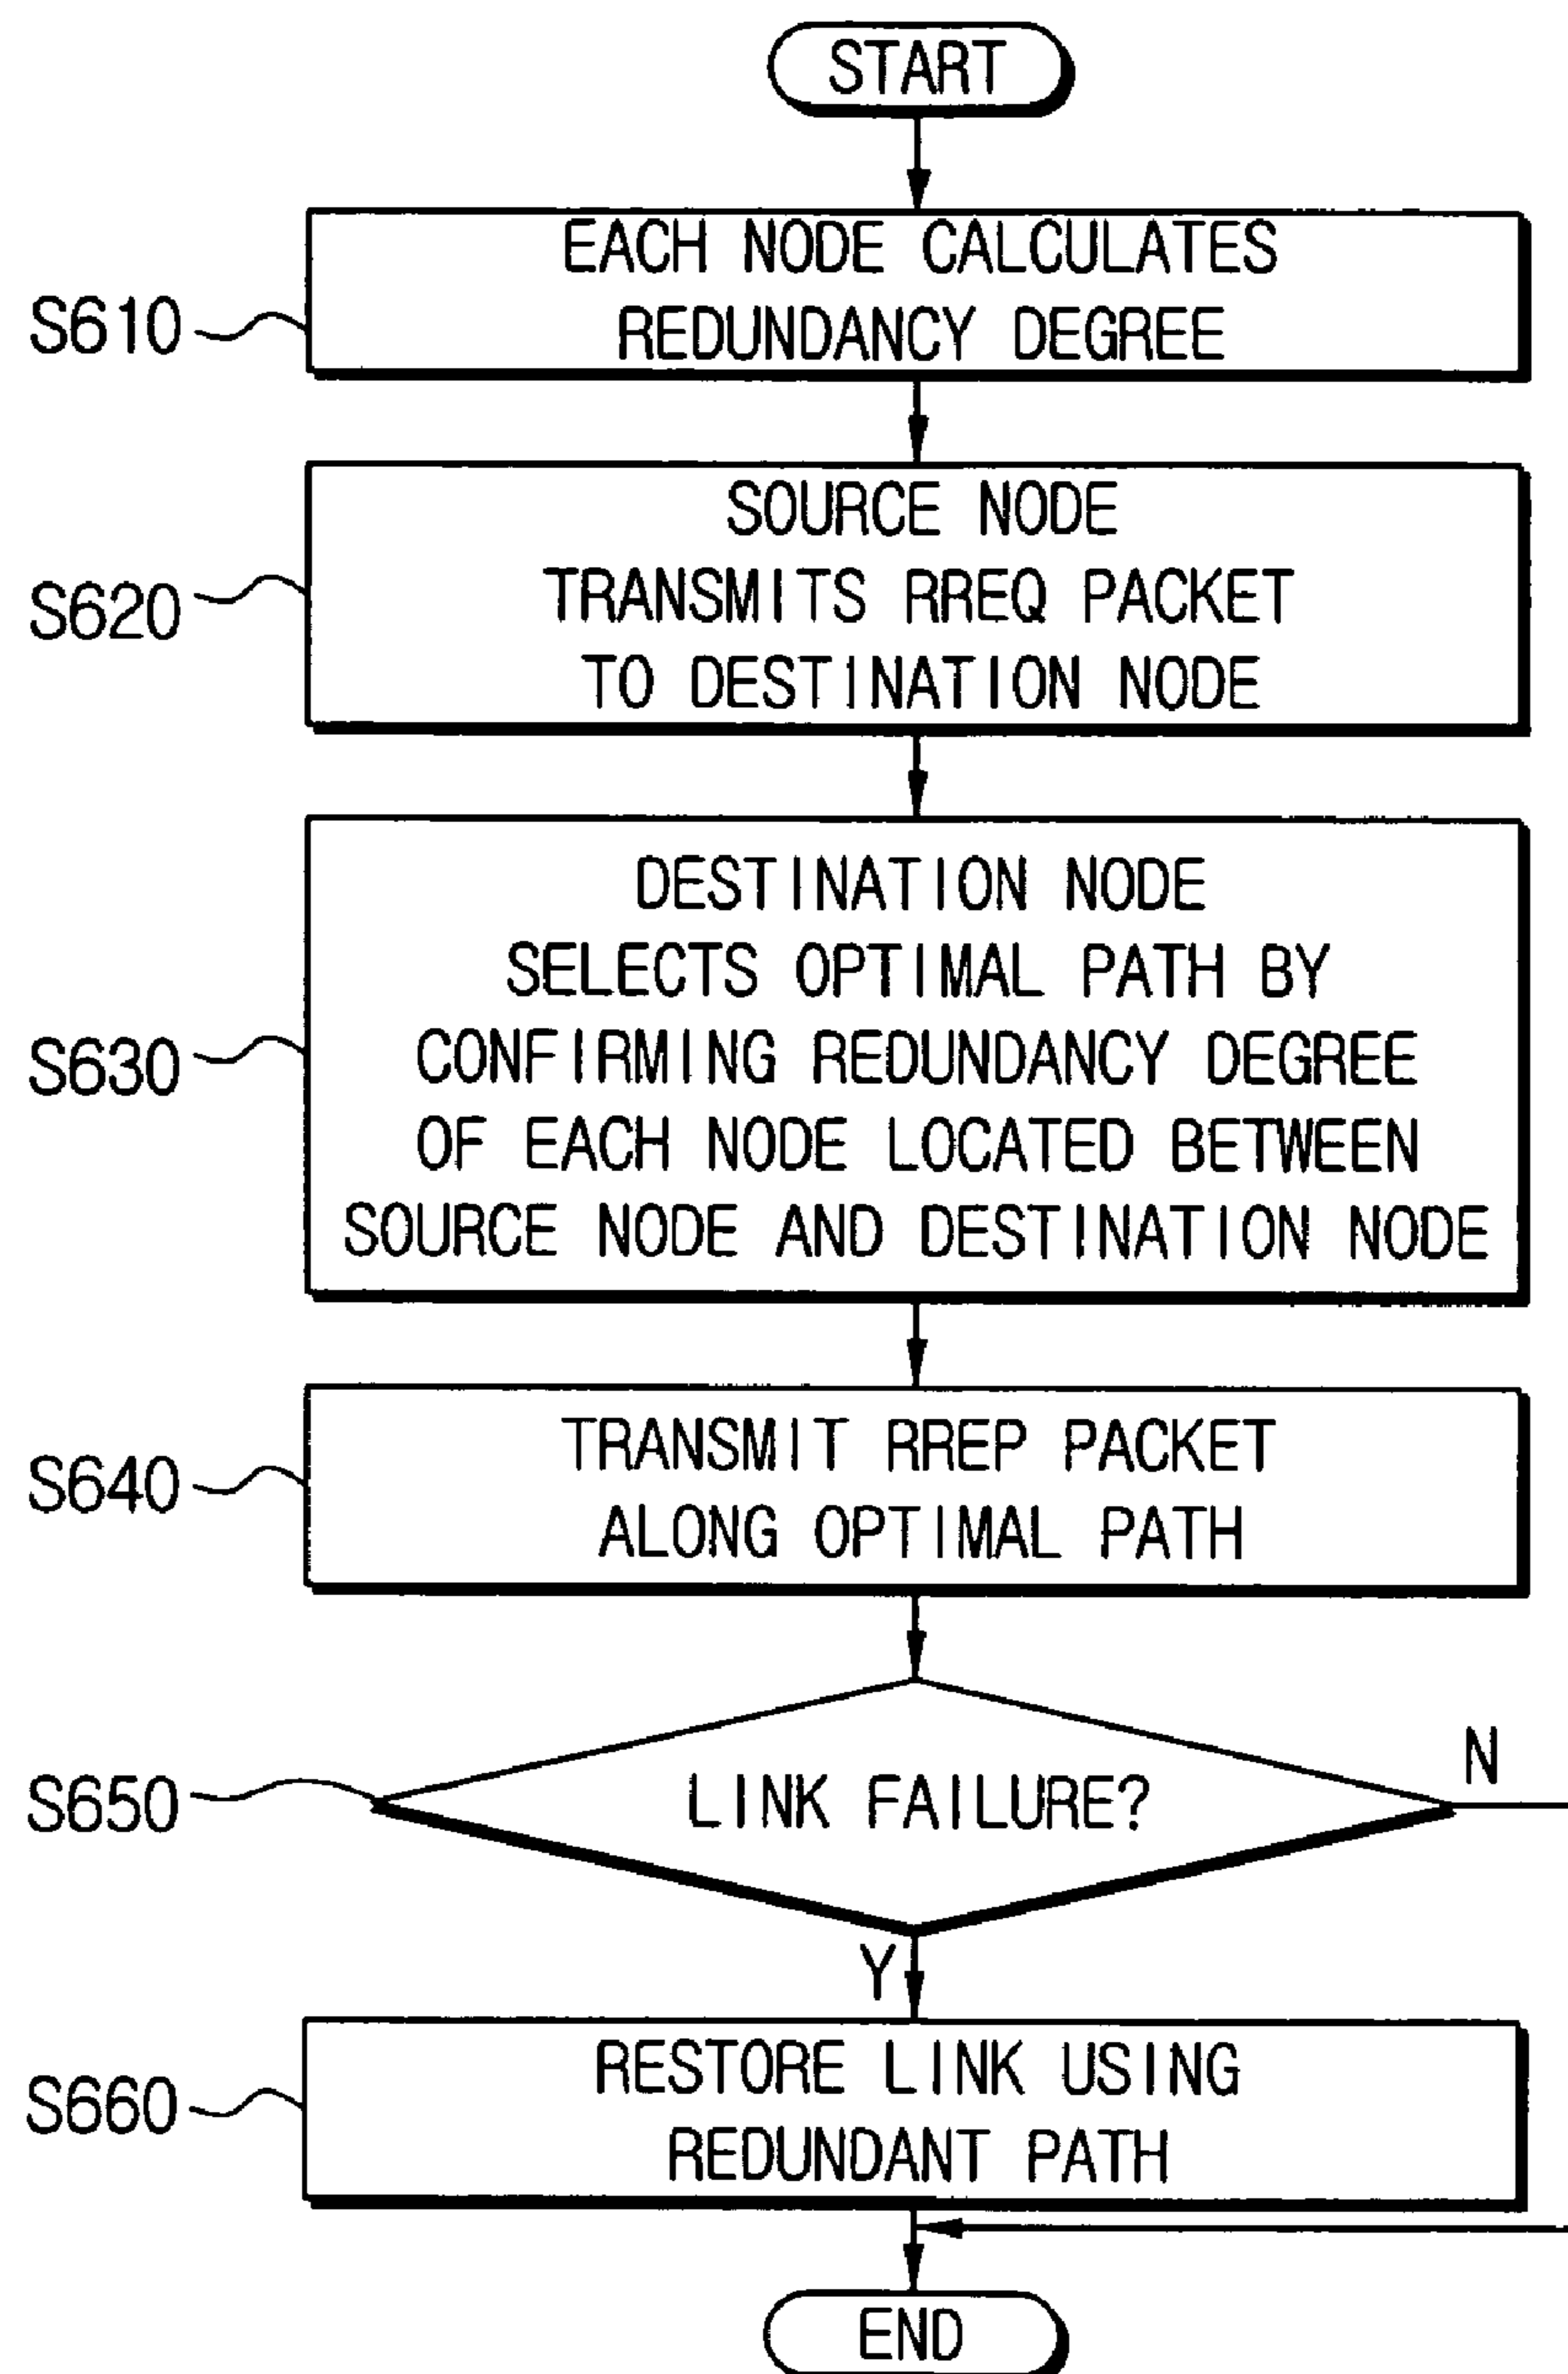 START
EACH NODE CALCULATES
REDUNDANCY DEGREE
S610
SOURCE NODE
TRANSMITS RREQ PACKET
TO DESTINATION NODE
S620
DESTINATION NODE
SELECTS OPTIMAL PATH BY
CONFIRMING REDUNDANCY DEGREE
OF EACH NODE LOCATED BETWEEN
SOURCE NODE AND DESTINATION NODE
S630
TRANSMIT RREP PACKET
ALONG OPTIMAL PATH
S640
LINK FAILURE?
S650
N
Y
RESTORE LINK USING
REDUNDANT PATH
S660
END